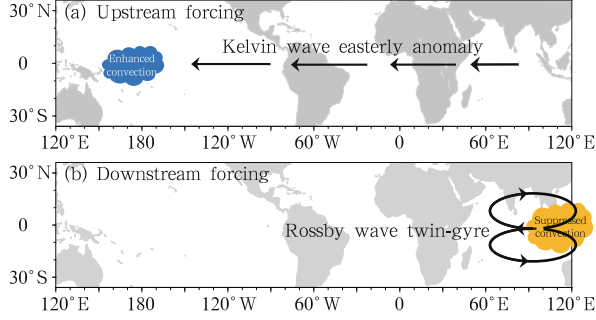 (a) Upstream forcing
30°N
Kelvin wave easterly anomaly
Enhanced
convection
0
30°S
120°E 180 120°W 60°W 0 60°E 120°E
(b) Downstream forcing
30°N
Suppressed
0
Rossby wave twin-gyre
convection
30°S
120°E 180 120°W 60°W 0 60°E 120°E